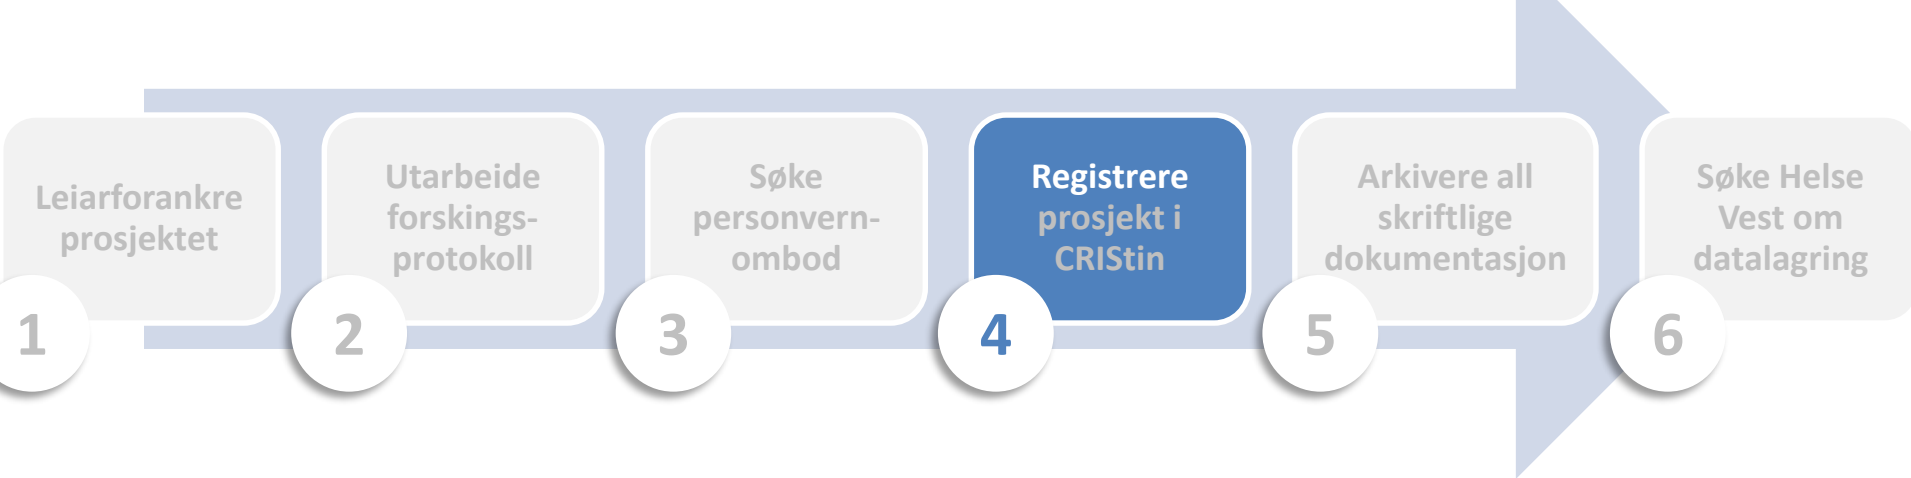 Leiarforankre
prosjektet
1
Utarbeide
forskings-
protokoll
2
Søke
personvern-
ombod
3
Registrere
prosjekt i
CRIStin
4
Arkivere all
skriftlige
dokumentasjon
5
Søke Helse
Vest om
datalagring
6